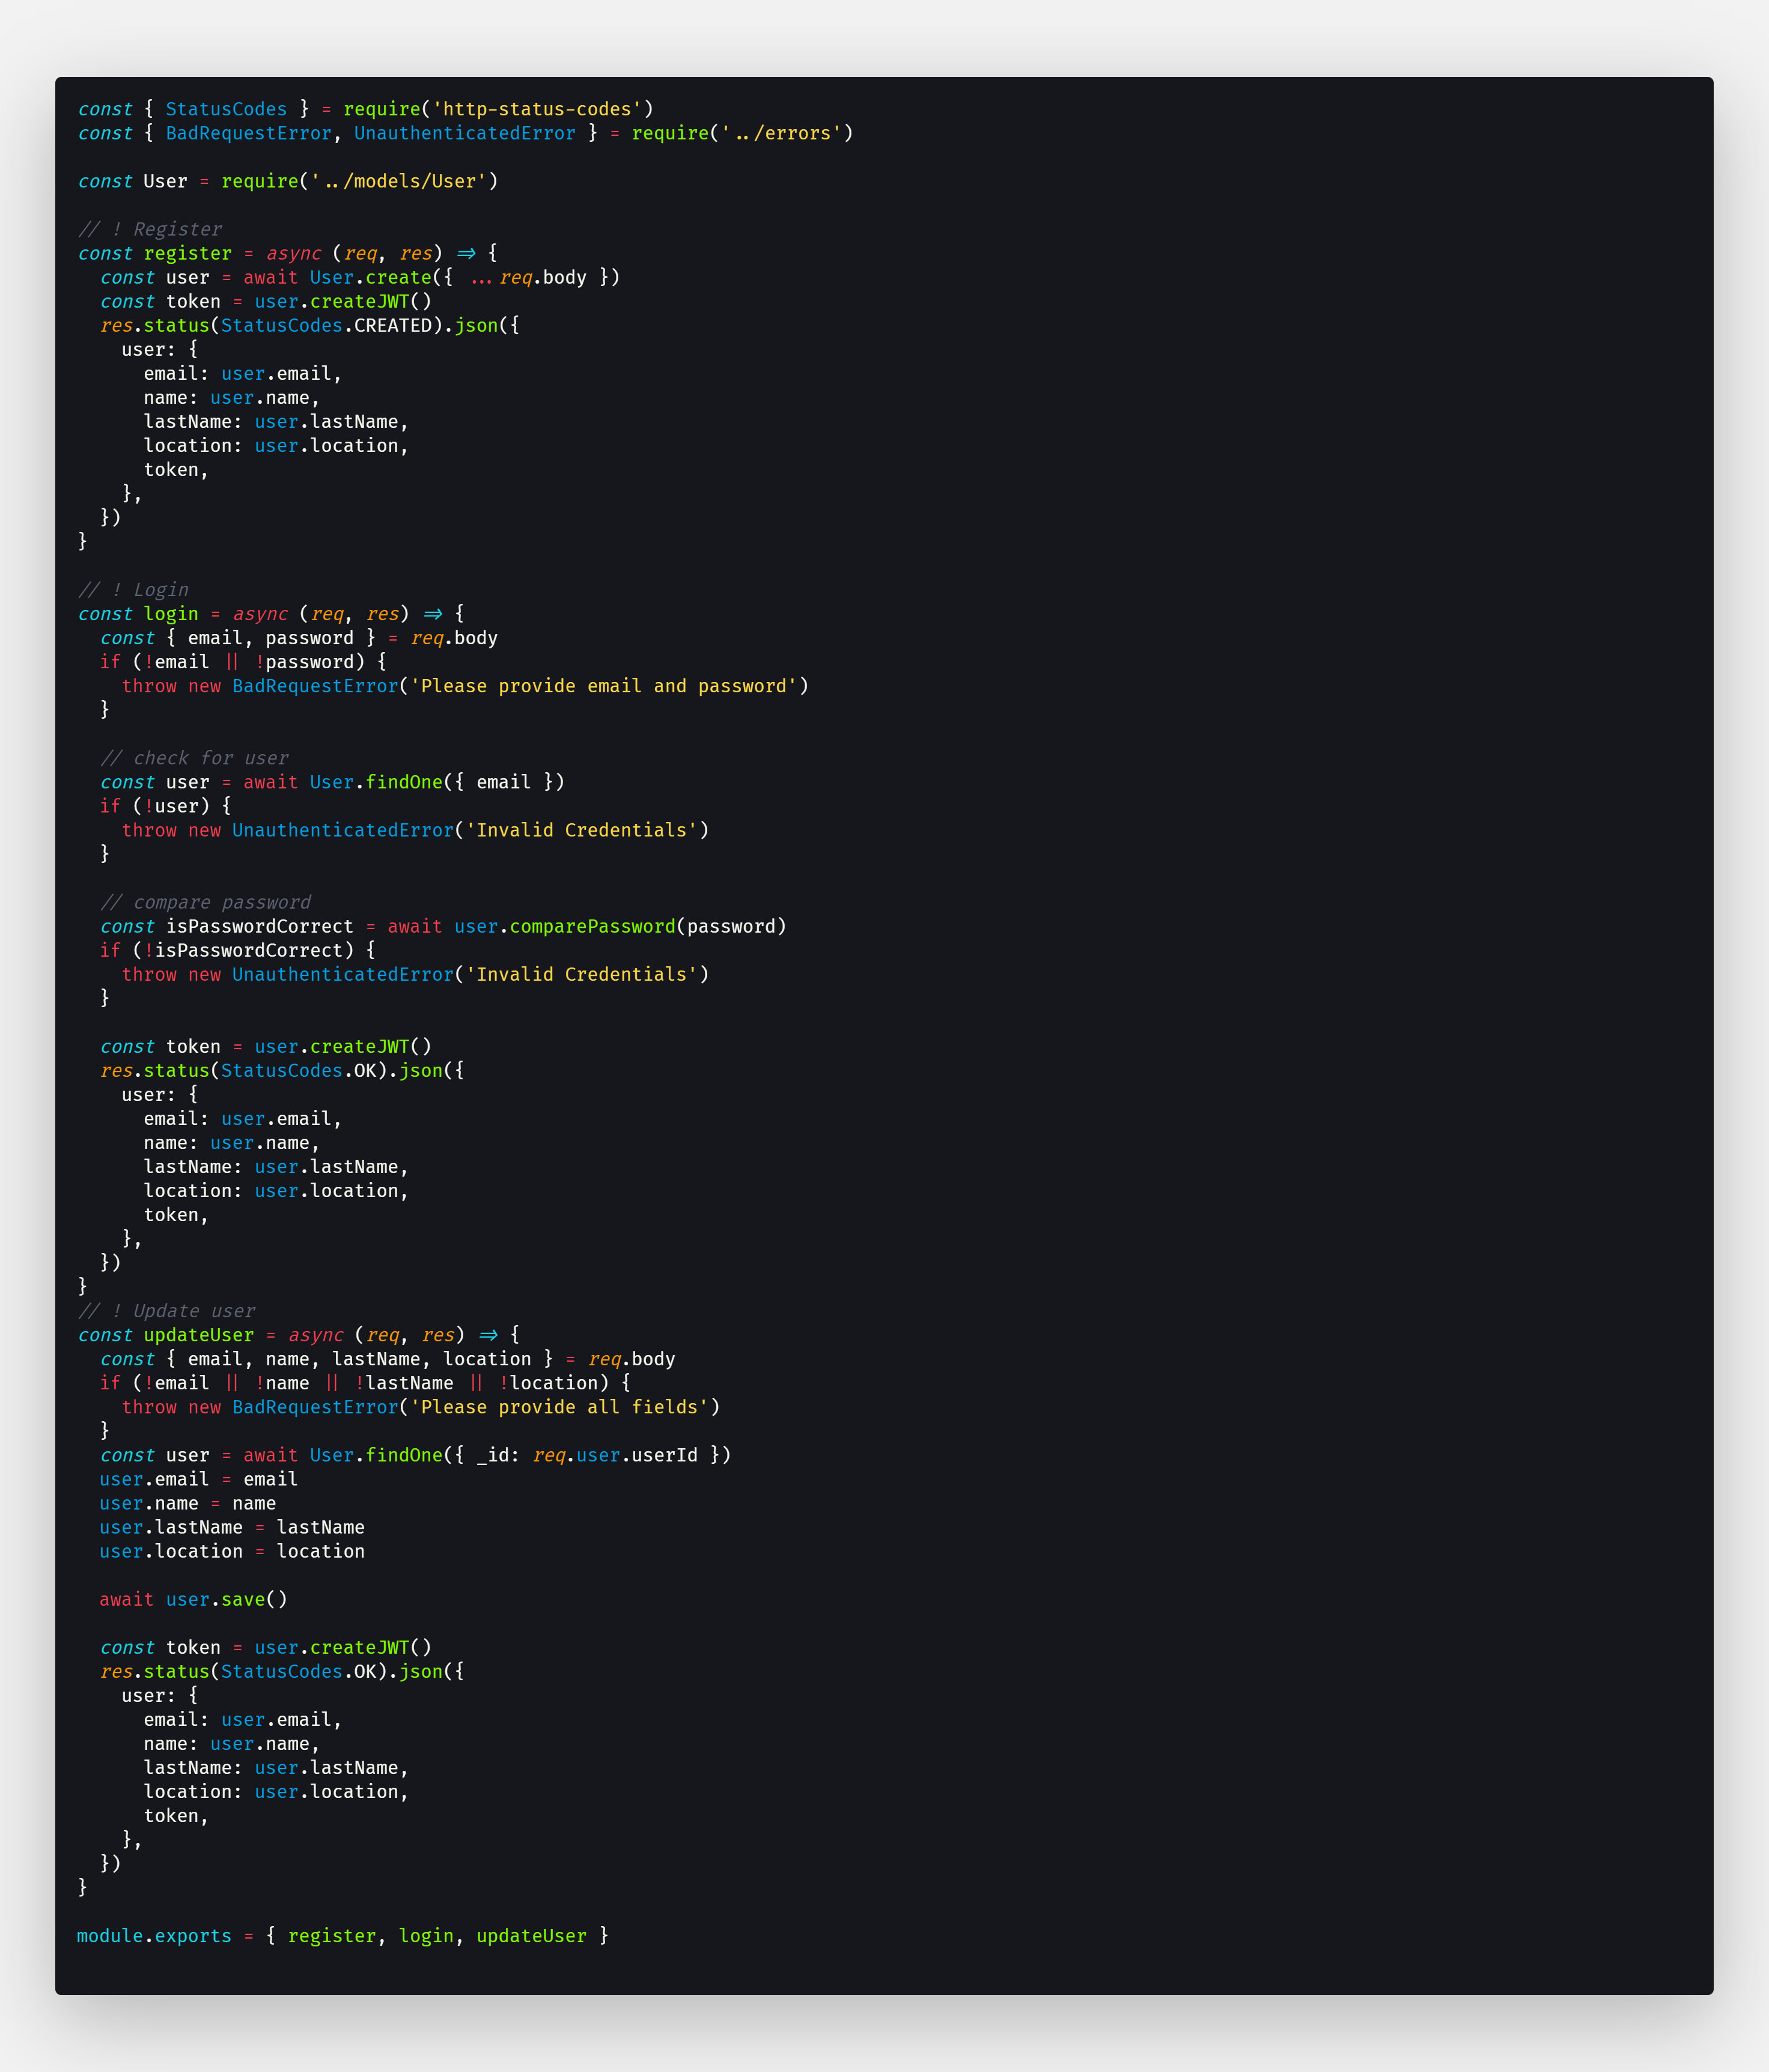 const { StatusCodes } = require('http-status-codes')
const { BadRequestError, UnauthenticatedError } = require('../errors')

const User = require('../models/User')

// ! Register
const register = async (req, res) => {
  const user = await User.create({ ...req.body })
  const token = user.createJWT()
  res.status(StatusCodes.CREATED).json({
    user: {
      email: user.email,
      name: user.name,
      lastName: user.lastName,
      location: user.location,
      token,
    },
  })
}

// ! Login
const login = async (req, res) => {
  const { email, password } = req.body
  if (!email || !password) {
    throw new BadRequestError('Please provide email and password')
  }

  // check for user
  const user = await User.findOne({ email })
  if (!user) {
    throw new UnauthenticatedError('Invalid Credentials')
  }

  // compare password
  const isPasswordCorrect = await user.comparePassword(password)
  if (!isPasswordCorrect) {
    throw new UnauthenticatedError('Invalid Credentials')
  }

  const token = user.createJWT()
  res.status(StatusCodes.OK).json({
    user: {
      email: user.email,
      name: user.name,
      lastName: user.lastName,
      location: user.location,
      token,
    },
  })
}
// ! Update user
const updateUser = async (req, res) => {
  const { email, name, lastName, location } = req.body
  if (!email || !name || !lastName || !location) {
    throw new BadRequestError('Please provide all fields')
  }
  const user = await User.findOne({ _id: req.user.userId })
  user.email = email
  user.name = name
  user.lastName = lastName
  user.location = location

  await user.save()

  const token = user.createJWT()
  res.status(StatusCodes.OK).json({
    user: {
      email: user.email,
      name: user.name,
      lastName: user.lastName,
      location: user.location,
      token,
    },
  })
}

module.exports = { register, login, updateUser }